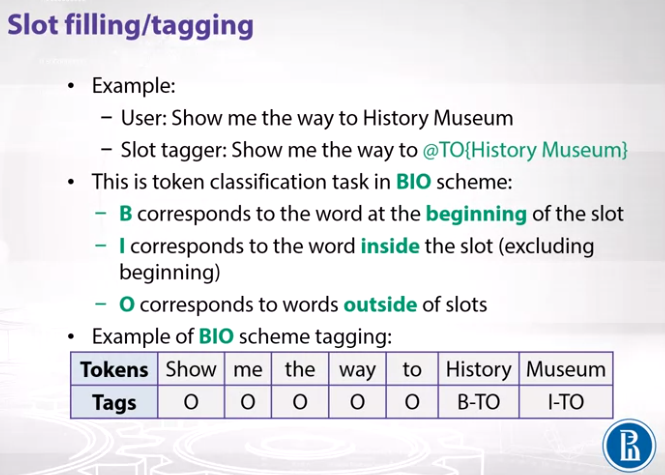 Slot filling/tagging
• Example:
– User: Show me the way to History Museum
– Slot tagger: Show me the way to @TO{History Museum}
• This is token classification task in BIO scheme:
– B corresponds to the word at the beginning of the slot
– I corresponds to the word inside the slot (excluding
beginning)
– O corresponds to words outside of slots
• Example of BIO scheme tagging:
Tokens Show me the way to History Museum
Tags O O O O O B-TO I-TO